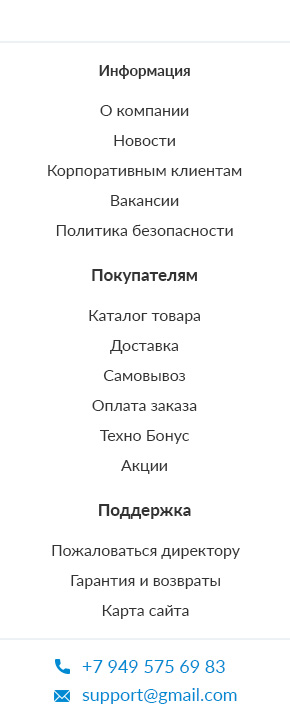 Информация
О компании
Новости
Корпоративным клиентам
Вакансии
Политика безопасности
Покупателям
Каталог товара
Доставка
Самовывоз
Оплата заказа
Техно Бонус
Акции
Поддержка
Пожаловаться директору
Гарантия и возвраты
Карта сайта
+7 949 575 69 83
support@gmail.com